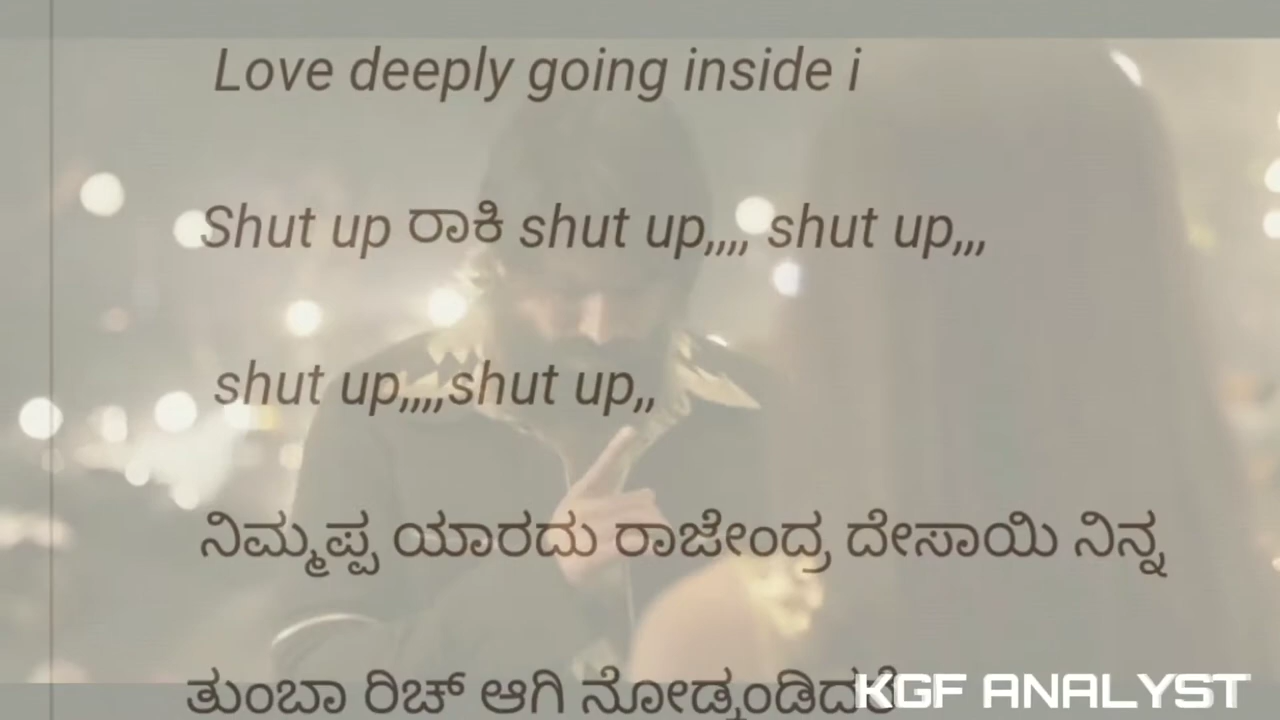 Love deeply going inside i
Shut up ರಾಕಿ shut up,,,, shut up,,,
shut up,,,,shut up,,
ನಿಮ್ಮಪ್ಪ ಯಾರದು ರಾಜೇಂದ್ರ ದೇಸಾಯಿ ನಿನ್ನ
ತುಂಬಾ ರಿಚ್ ಆಗಿ ನೋಡ್ಕಂಡಿದರೆ
KGF ANALYST